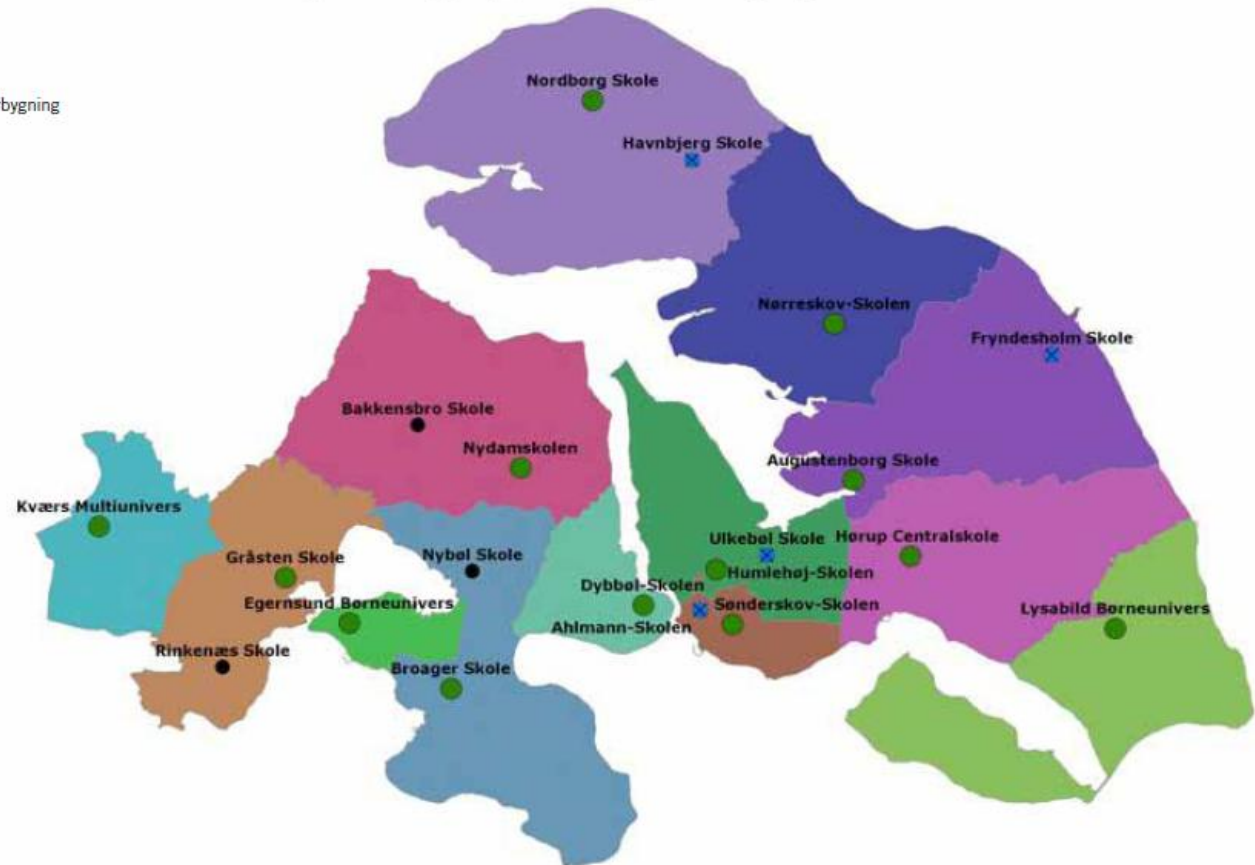 Nordborg Skole
bygning
Havnbjerg Skole
Nørreskov-Skolen
Fryndesholm Skole
Bakkensbro Skole
Nydamskolen
Augustenborg Skole
Kværs Multiunivers
Ulkebøl Skole
Hørup Centralskole
Nybøl Skole
Gråsten Skole
Humlehøj-Skolen
Dybbøl-Skolen
Egernsund Børneunivers
Sønderskov-Skolen
Lysabild Børneunivers
Ahlmann-Skolen
Rinkenæs Skole
Broager Skole